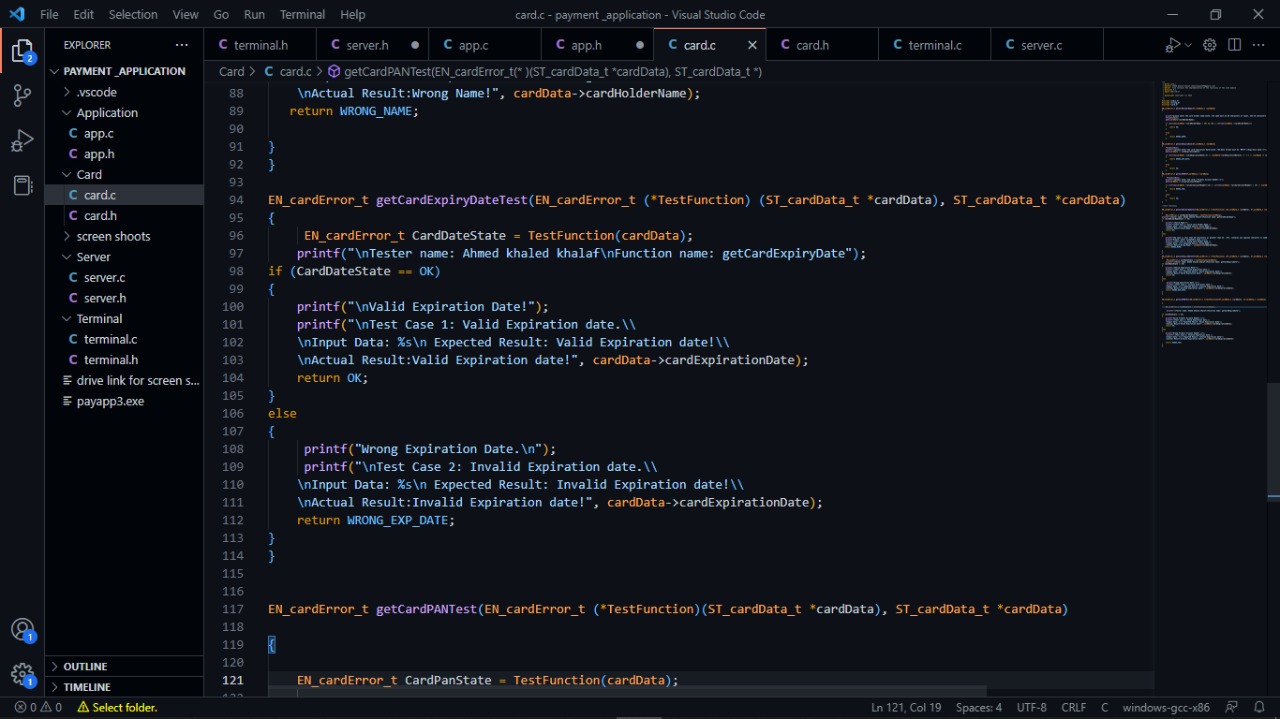 File Edit Selection View Go Run Terminal Help
card.c - payment _application - Visual Studio Code
EXPLORER
terminal.h server.h app.c app.h card.c card.h terminal.c server.c
PAYMENT _APPLICATION
.vscode
Application
app.c
app.h
Card
card.c
card.h
screen shoots
Server
server.c
server.h
Terminal
terminal.c
terminal.h
drive link for screen s...
payapp3.exe
OUTLINE
TIMELINE
2
1
1
Card > card.c > getCardPANTest(EN_cardError_t(* )(ST_cardData_t *cardData), ST_cardData_t *)
88 \nActual Result:Wrong Name!", cardData->cardHolderName);
89 return WRONG_NAME;
90
91 }
92 }
93
94 EN_cardError_t getCardExpiryDateTest(EN_cardError_t (*TestFunction) (ST_cardData_t *cardData), ST_cardData_t *cardData)
95 {
96 EN_cardError_t CardDateState = TestFunction(cardData);
97 printf("\nTester name: Ahmed khaled khalaf\nFunction name: getCardExpiryDate");
98 if (CardDateState == OK)
99 {
100 printf("\nValid Expiration Date!");
101 printf("\nTest Case 1: Valid Expiration date.\\
102 \nInput Data: %s\n Expected Result: Valid Expiration date!\\
103 \nActual Result:Valid Expiration date!", cardData->cardExpirationDate);
104 return OK;
105 }
106 else
107 {
108 printf("Wrong Expiration Date.\n");
109 printf("\nTest Case 2: Invalid Expiration date.\\
110 \nInput Data: %s\n Expected Result: Invalid Expiration date!\\
111 \nActual Result:Invalid Expiration date!", cardData->cardExpirationDate);
112 return WRONG_EXP_DATE;
113 }
114 }
115
116
117 EN_cardError_t getCardPANTest(EN_cardError_t (*TestFunction)(ST_cardData_t *cardData), ST_cardData_t *cardData)
118
119 {
120
121 EN_cardError_t CardPanState = TestFunction(cardData);
0 0 Select folder.
Ln 121, Col 19 Spaces: 4 UTF-8 CRLF C windows-gcc-x86